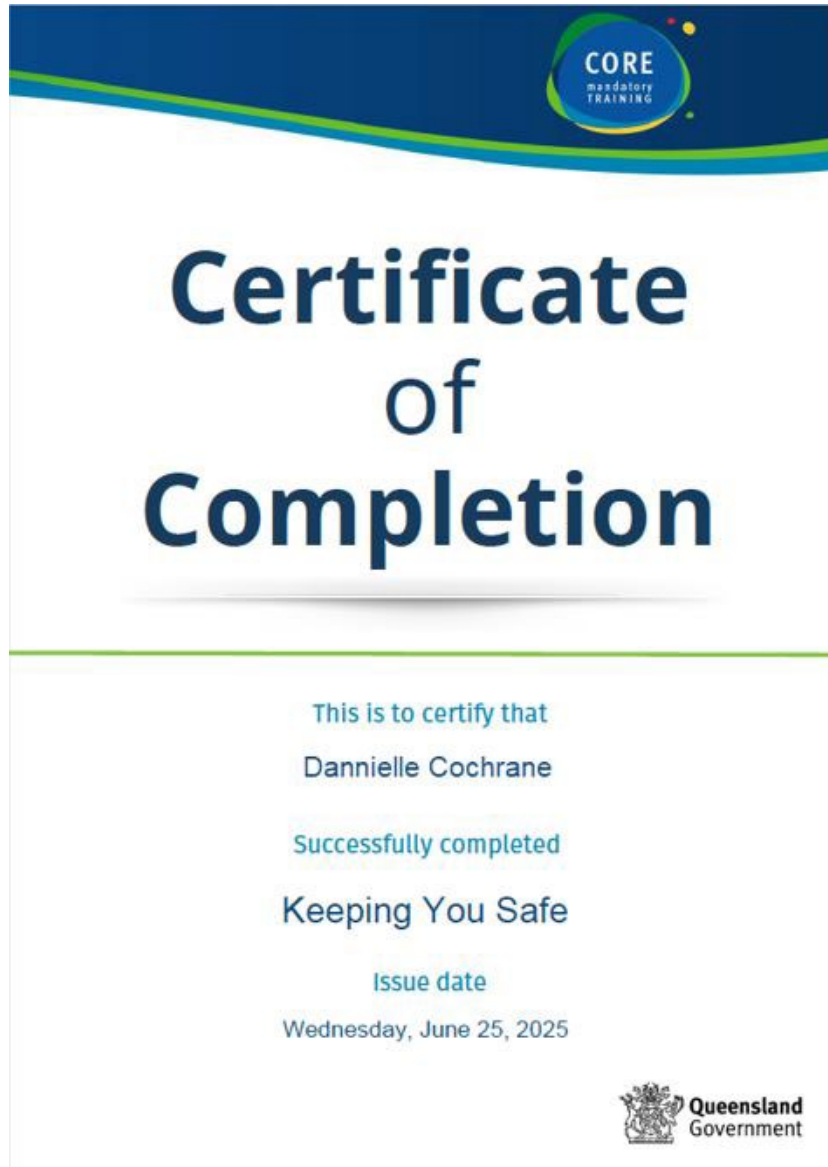 CORE
mandatory
TRAINING
Certificate
of
Completion
This is to certify that
Dannielle Cochrane
Successfully completed
Keeping You Safe
Issue date
Wednesday, June 25, 2025
Queensland
Government